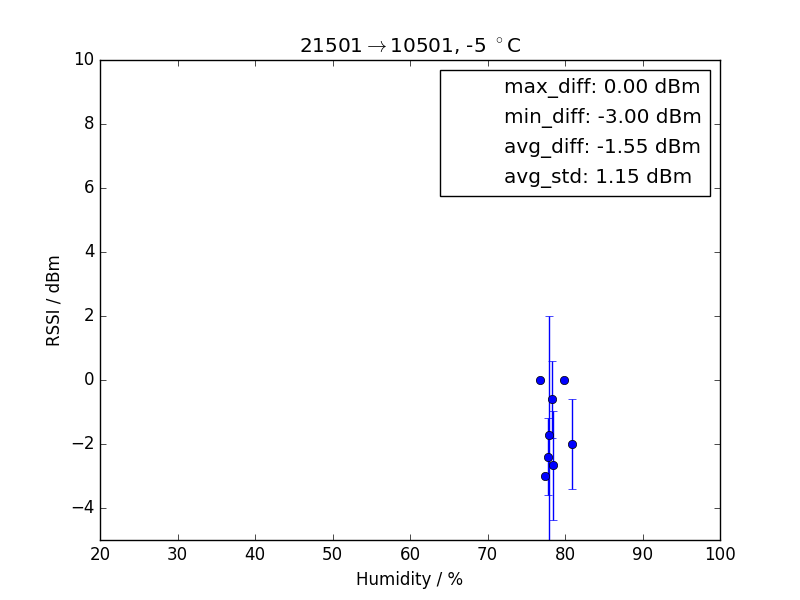 21501→10501, -5 °C
max_diff: 0.00 dBm
min_diff: -3.00 dBm
avg_diff: -1.55 dBm
avg_std: 1.15 dBm
10
8
6
4
2
0
−2
−4
RSSI / dBm
20 30 40 50 60 70 80 90 100
Humidity / %